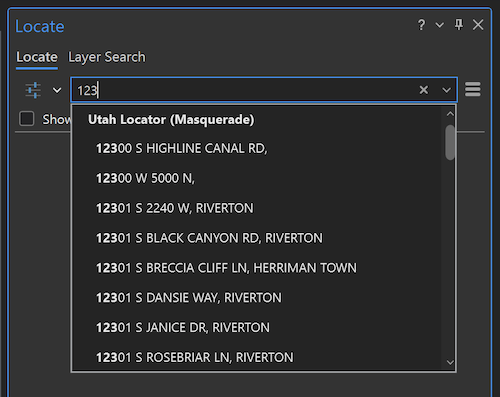 Locate
Locate Layer Search
123
Show
Utah Locator (Masquerade)
12300 S HIGHLINE CANAL RD,
12300 W 5000 N,
12301 S 2240 W, RIVERTON
12301 S BLACK CANYON RD, RIVERTON
12301 S BRECCIA CLIFF LN, HERRIMAN TOWN
12301 S DANSIE WAY, RIVERTON
12301 S JANICE DR, RIVERTON
12301 S ROSEBRIAR LN, RIVERTON